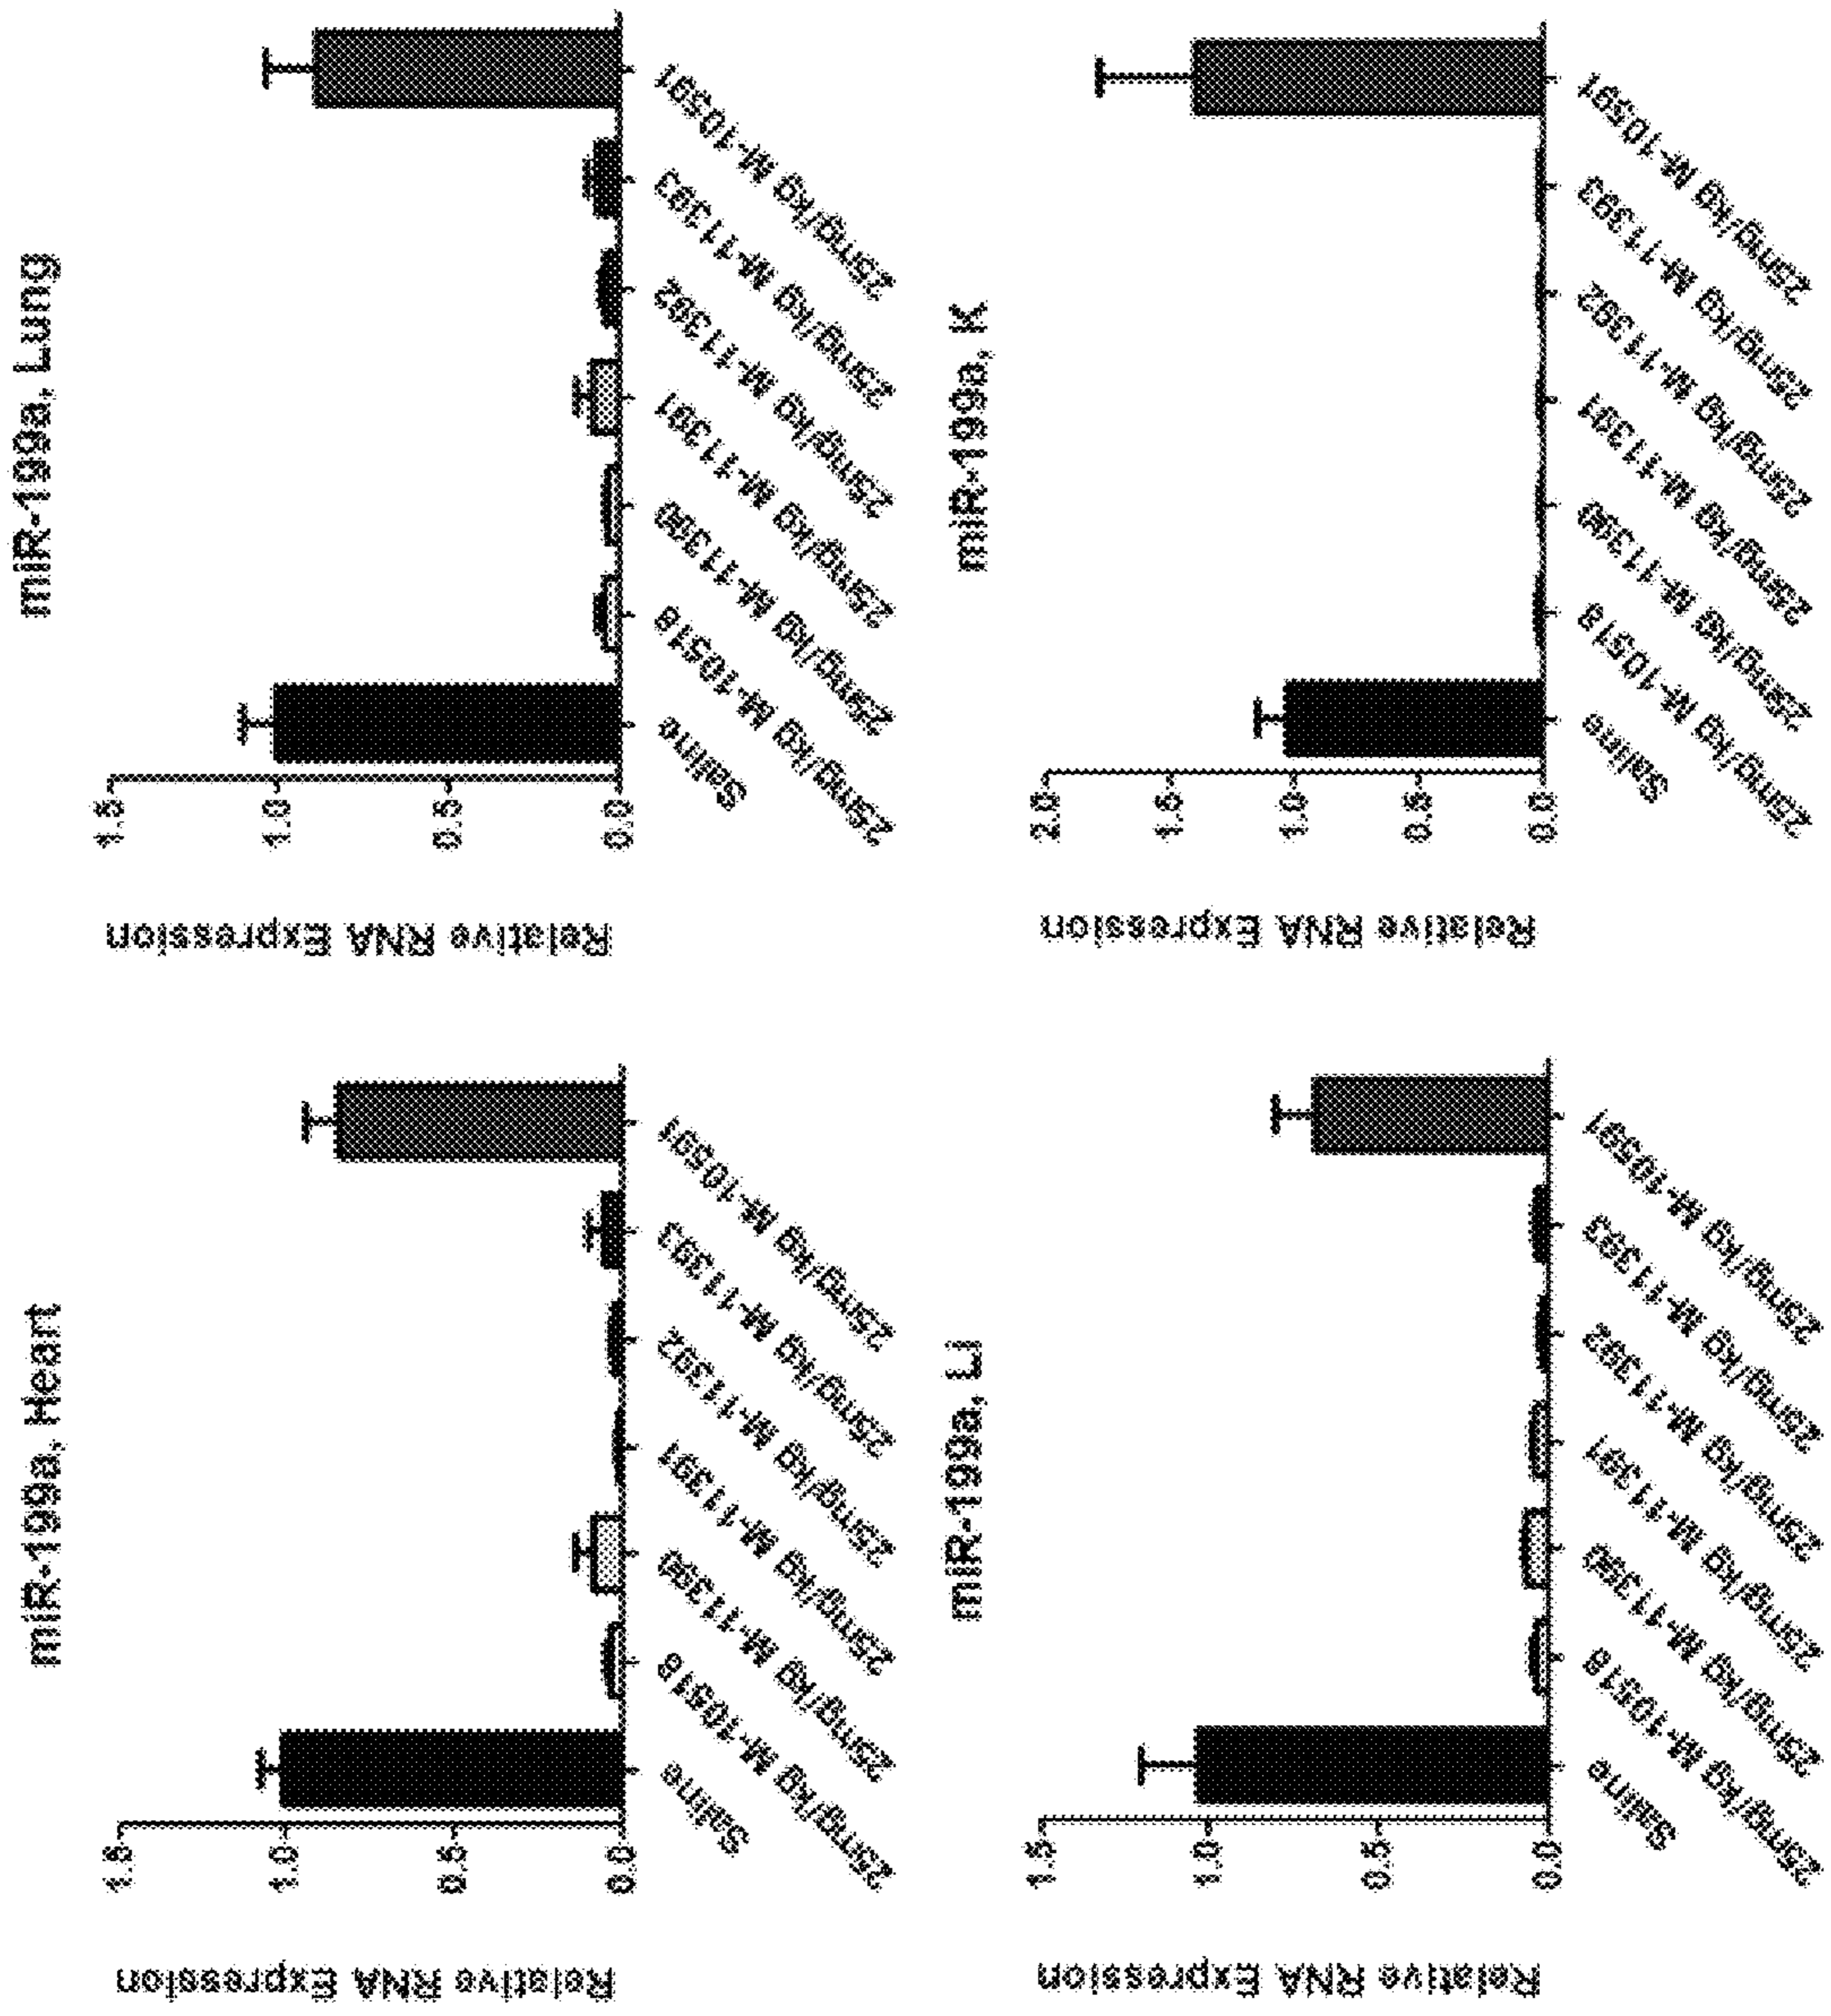 miR-199a, Heart
Relative RNA Expression
1.5
1.0
0.5
0.0
Saline
25mg/kg M-10518
25mg/kg M-11390
25mg/kg M-11391
25mg/kg M-11392
25mg/kg M-11393
25mg/kg M-10591
miR-199a, Lung
Relative RNA Expression
1.5
1.0
0.5
0.0
Saline
25mg/kg M-10518
25mg/kg M-11390
25mg/kg M-11391
25mg/kg M-11392
25mg/kg M-11393
25mg/kg M-10591
miR-199a, Li
Relative RNA Expression
1.5
1.0
0.5
0.0
Saline
25mg/kg M-10518
25mg/kg M-11390
25mg/kg M-11391
25mg/kg M-11392
25mg/kg M-11393
25mg/kg M-10591
miR-199a, K
Relative RNA Expression
2.0
1.5
1.0
0.5
0.0
Saline
25mg/kg M-10518
25mg/kg M-11390
25mg/kg M-11391
25mg/kg M-11392
25mg/kg M-11393
25mg/kg M-10591